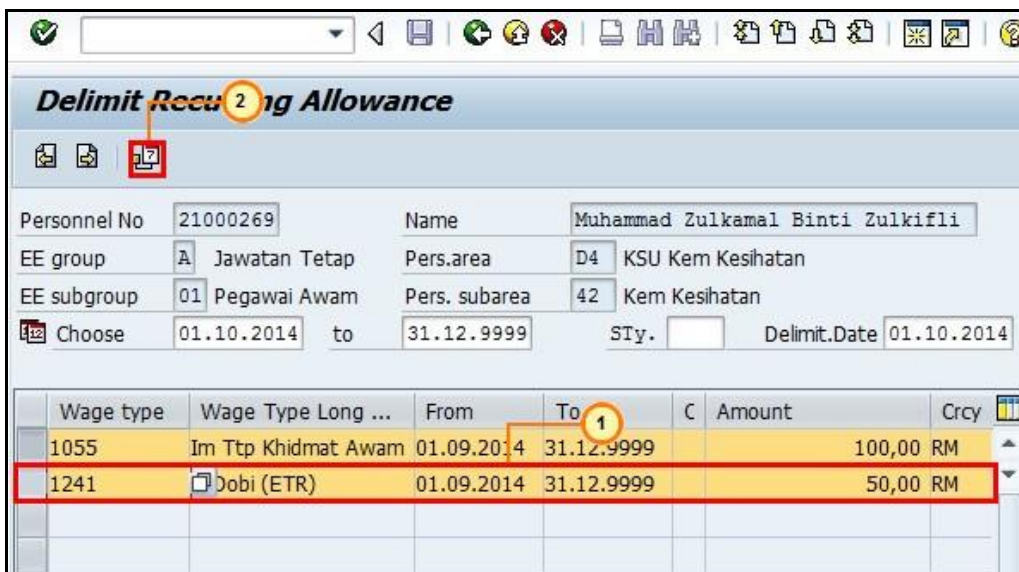 Delimit Recu 2 ng Allowance
Personnel No 21000269 Name Muhammad Zulkamal Binti Zulkifli
EE group A Jawatan Tetap Pers.area D4 KSU Kem Kesihatan
EE subgroup 01 Pegawai Awam Pers. subarea 42 Kem Kesihatan
12 Choose 01.10.2014 to 31.12.9999 STy. Delimit.Date 01.10.2014
Wage type Wage Type Long ... From To 1 C Amount Crcy
1055 Im Ttp Khidmat Awam 01.09.2014 31.12.9999 100,00 RM
1241 Dobi (ETR) 01.09.2014 31.12.9999 50,00 RM